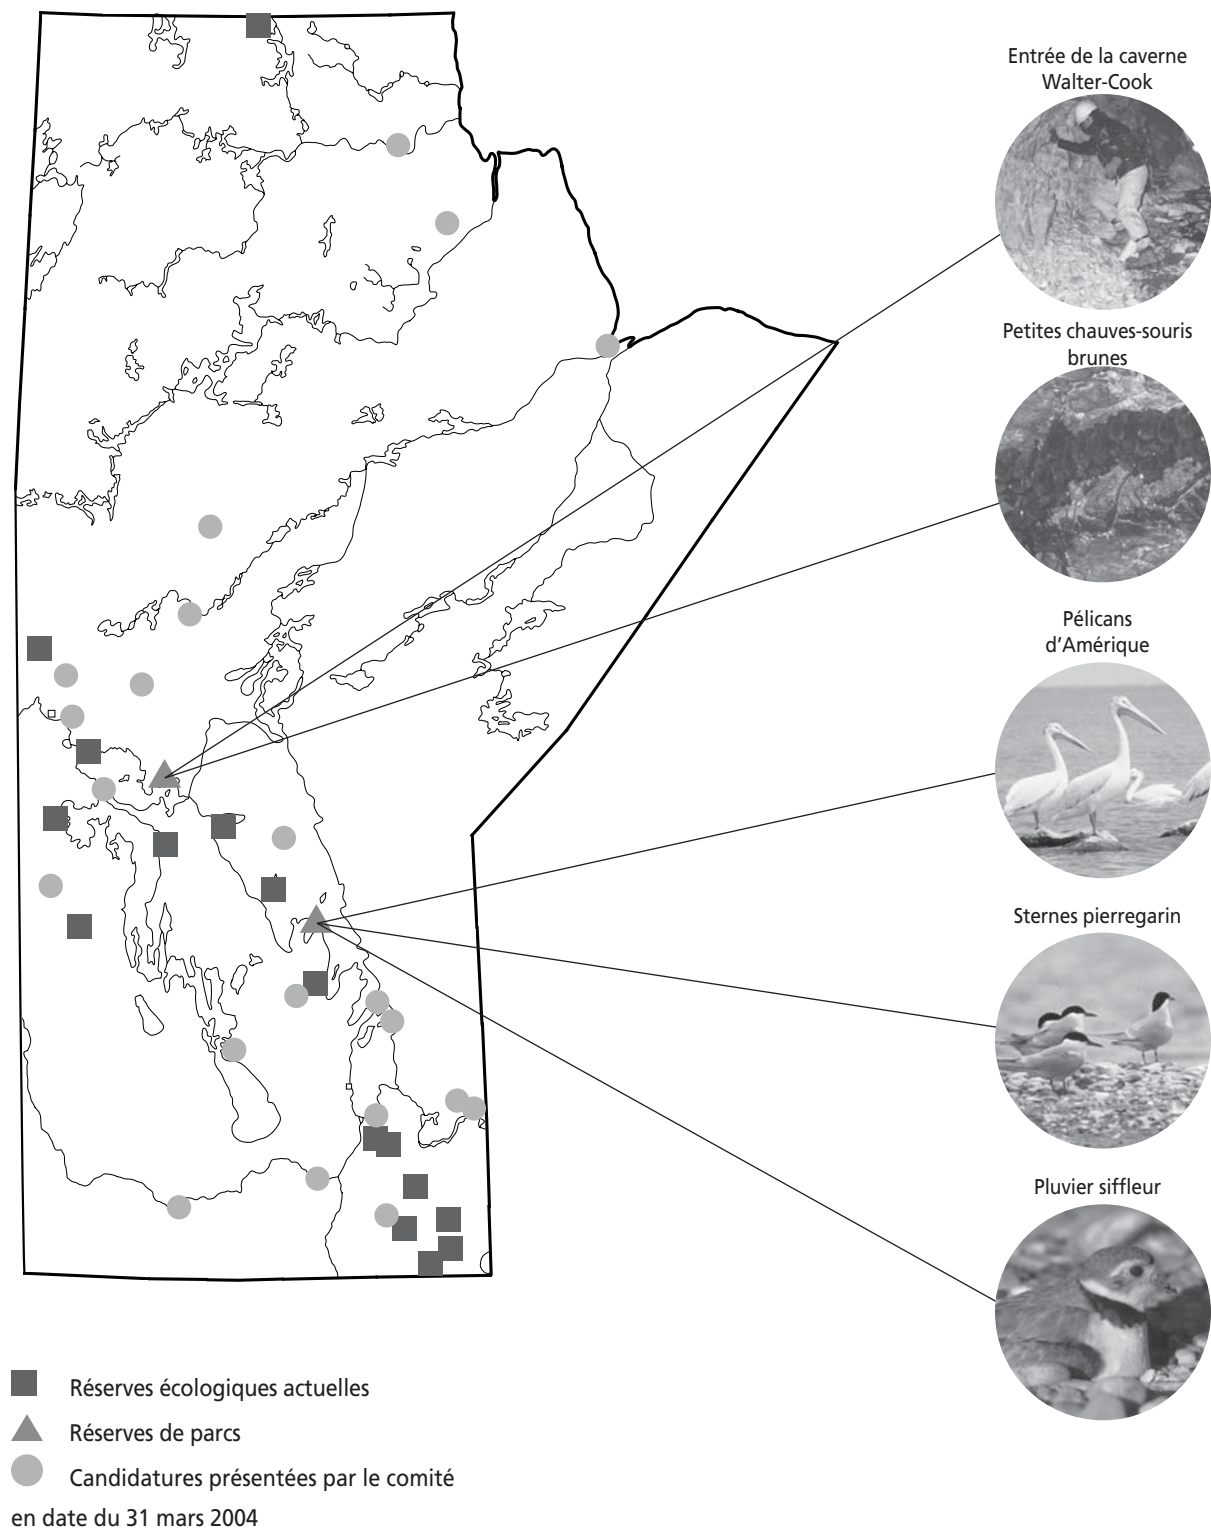 Entrée de la caverne
Walter-Cook
Petites chauves-souris
brunes
Pélicans
d’Amérique
Sternes pierregarin
Pluvier siffleur
Réserves écologiques actuelles
Réserves de parcs
Candidatures présentées par le comité
en date du 31 mars 2004